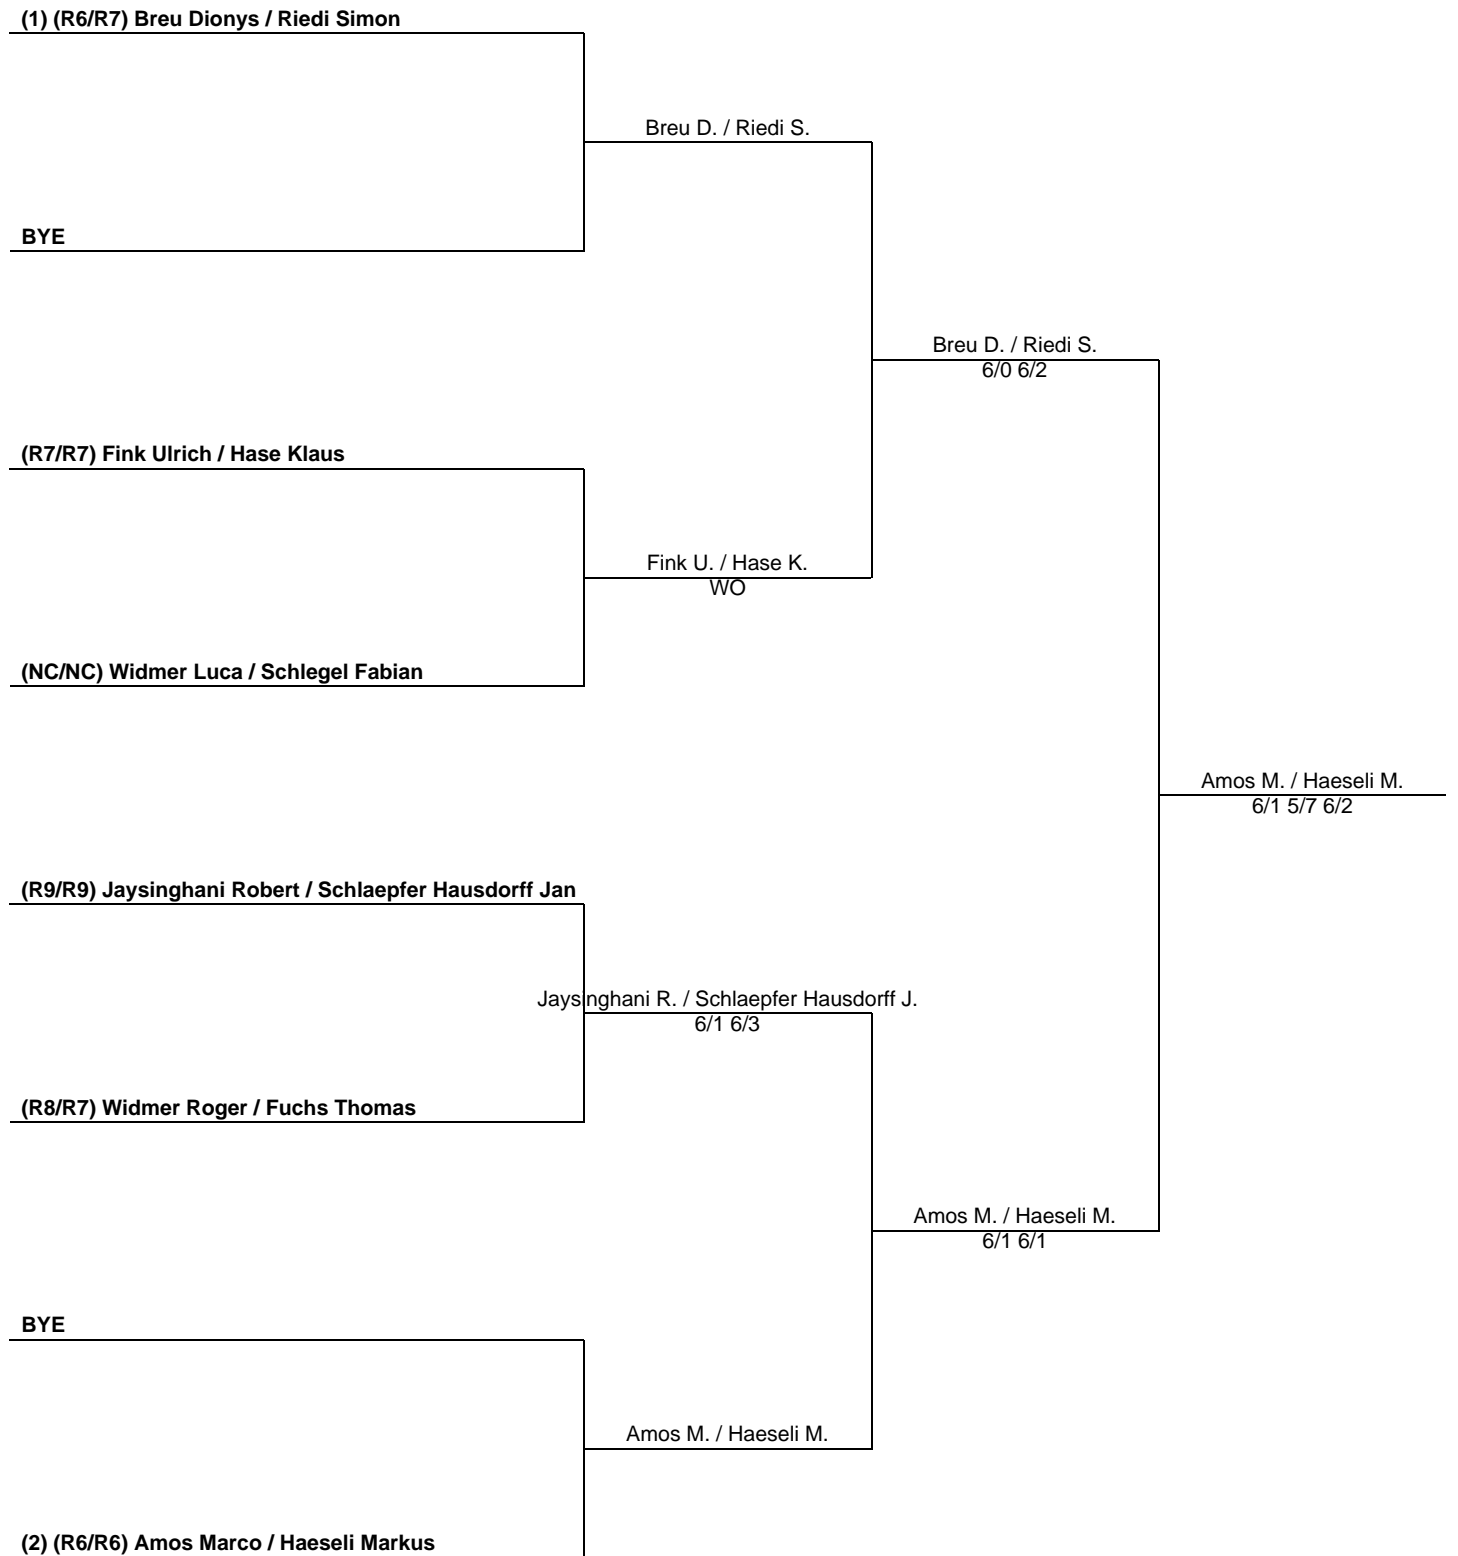 (1) (R6/R7) Breu Dionys / Riedi Simon
Breu D. / Riedi S.
BYE
Breu D. / Riedi S.
6/0 6/2
(R7/R7) Fink Ulrich / Hase Klaus
Fink U. / Hase K.
WO
(NC/NC) Widmer Luca / Schlegel Fabian
Amos M. / Haeseli M.
6/1 5/7 6/2
(R9/R9) Jaysinghani Robert / Schlaepfer Hausdorff Jan
Jaysinghani R. / Schlaepfer Hausdorff J.
6/1 6/3
(R8/R7) Widmer Roger / Fuchs Thomas
Amos M. / Haeseli M.
6/1 6/1
BYE
Amos M. / Haeseli M.
(2) (R6/R6) Amos Marco / Haeseli Markus